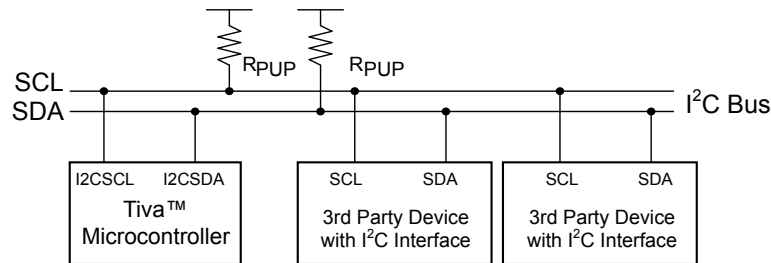 RPUP RPUP
SCL
SDA
I²C Bus
I2CSCL I2CSDA
Tiva™
Microcontroller
SCL SDA
3rd Party Device
with I²C Interface
SCL SDA
3rd Party Device
with I²C Interface